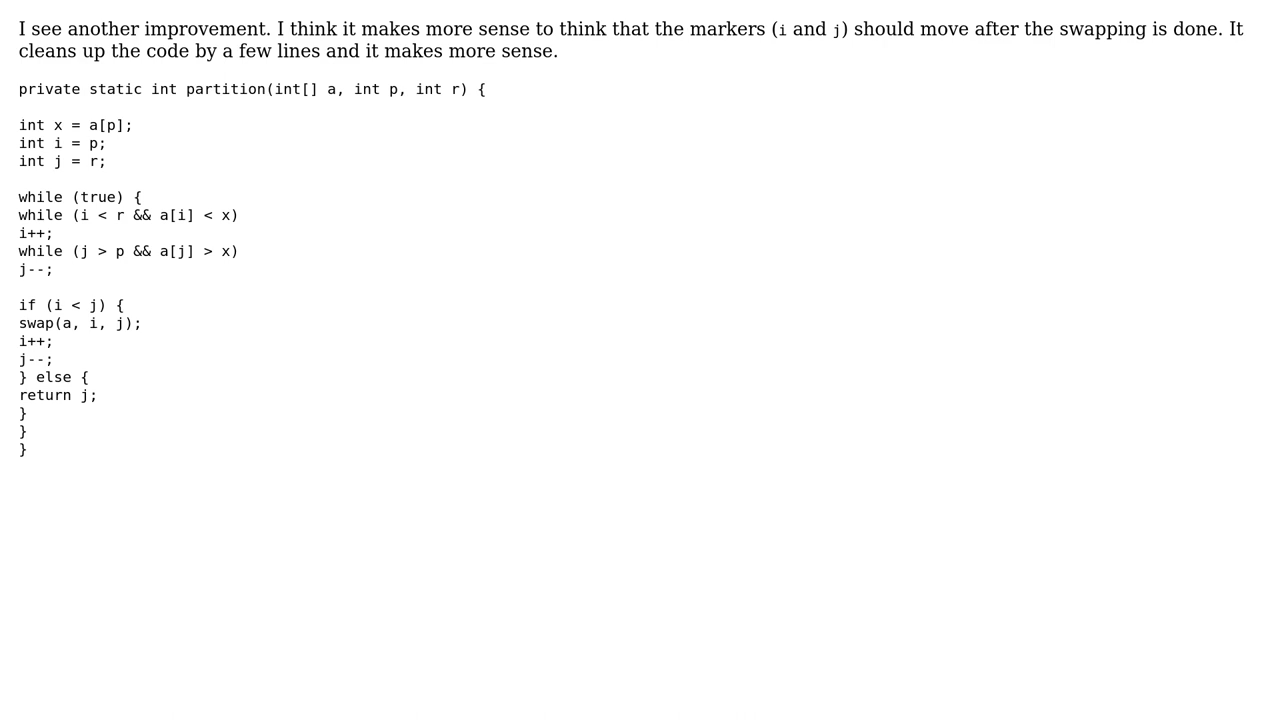 I see another improvement. I think it makes more sense to think that the markers (i and j) should move after the swapping is done. It
cleans up the code by a few lines and it makes more sense.
private static int partition(int[] a, int p, int r) {
int x = a[p];
int i = p;
int j = r;
while (true) {
while (i < r && a[i] < x)
i++;
while (j > p && a[j] > x)
j--;
if (i < j) {
swap(a, i, j);
i++;
j--;
} else {
return j;
}
}
}